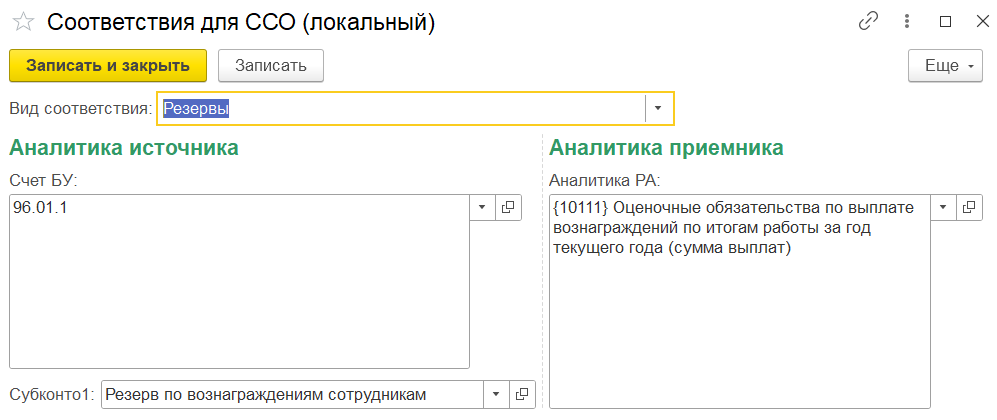 Соответствия для ССО (локальный)
Записать и закрыть
Записать
Еще
Вид соответствия: Резервы
Аналитика источника
Счет БУ:
96.01.1
Субконто1: Резерв по вознаграждениям сотрудникам
Аналитика приемника
Аналитика РА:
{10111} Оценочные обязательства по выплате
вознаграждений по итогам работы за год
текущего года (сумма выплат)